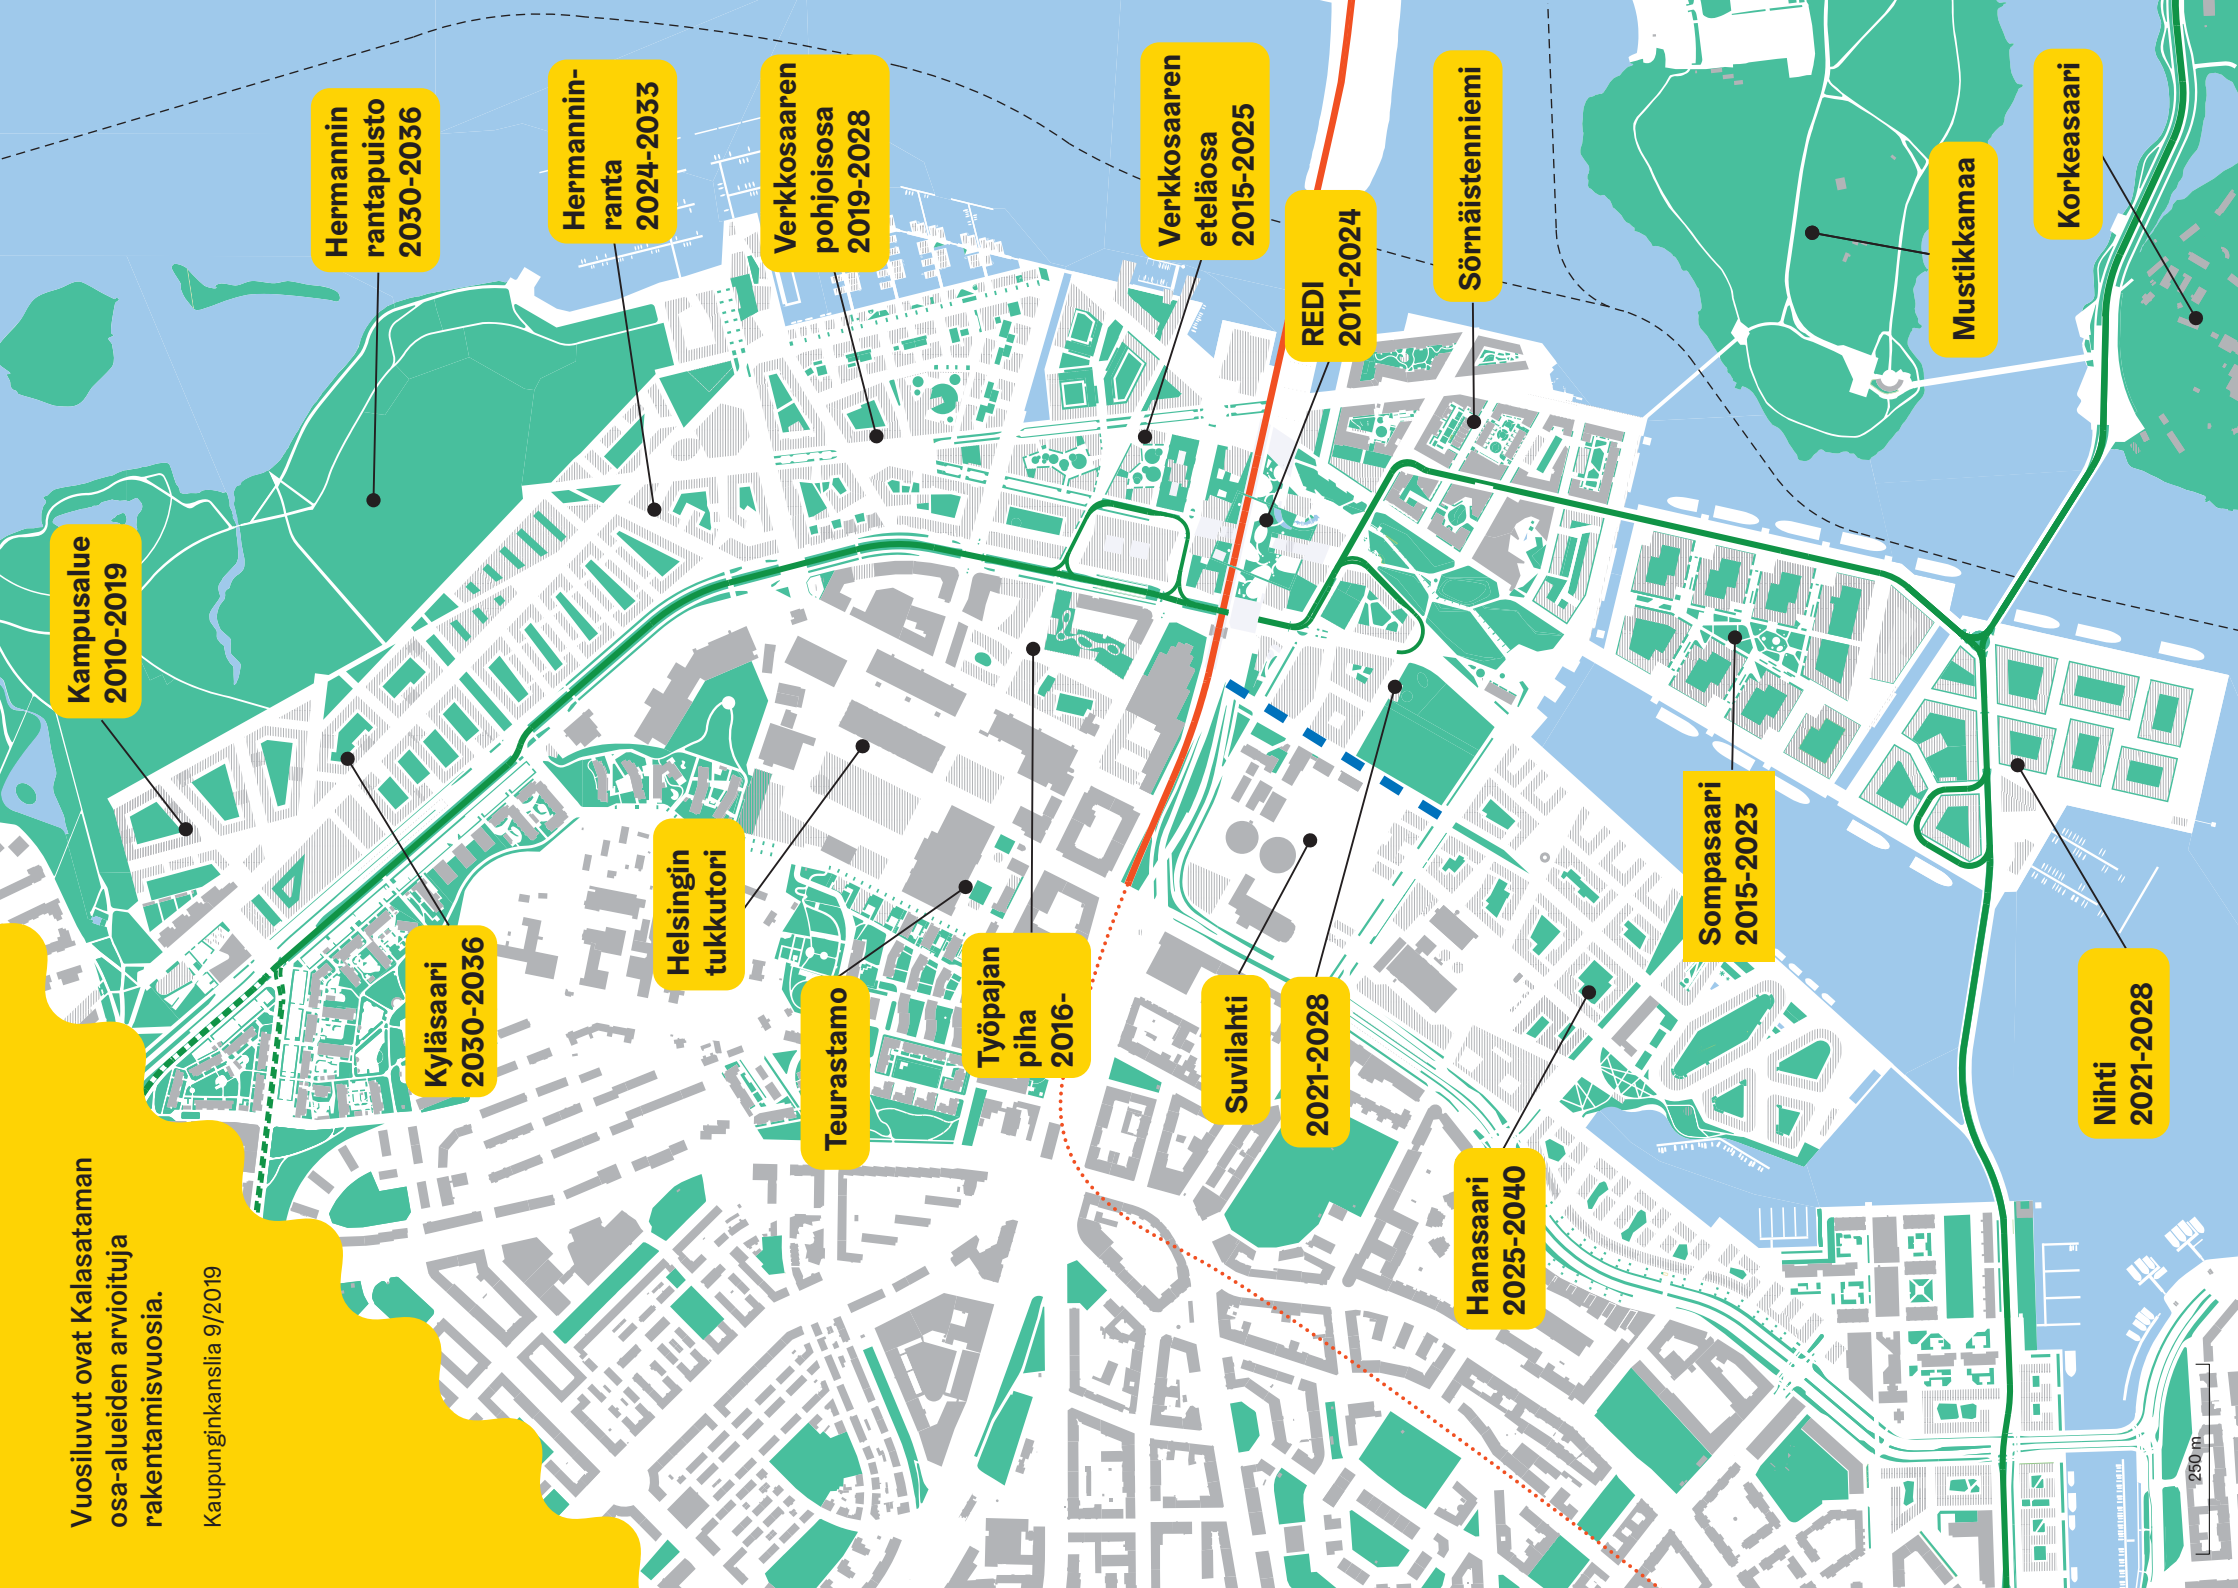 Vuosiluvut ovat Kalasataman
osa-alueiden arvioituja
rakentamisvuosia.
Kaupunginkanslia 9/2019
Kampusalue
2010-2019
Hermannin
rantapuisto
2030-2036
Kyläsaari
2030-2036
Hermannin-
ranta
2024-2033
Helsingin
tukkutori
Verkkosaaren
pohjoisosa
2019-2028
Teurastamo
Työpajan
piha
2016-
Verkkosaaren
eteläosa
2015-2025
Suvilahti
2021-2028
REDI
2011-2024
Sörnäistenniemi
Hanasaari
2025-2040
Sompasaari
2015-2023
Mustikkamaa
Korkeasaari
Nihti
2021-2028
250 m